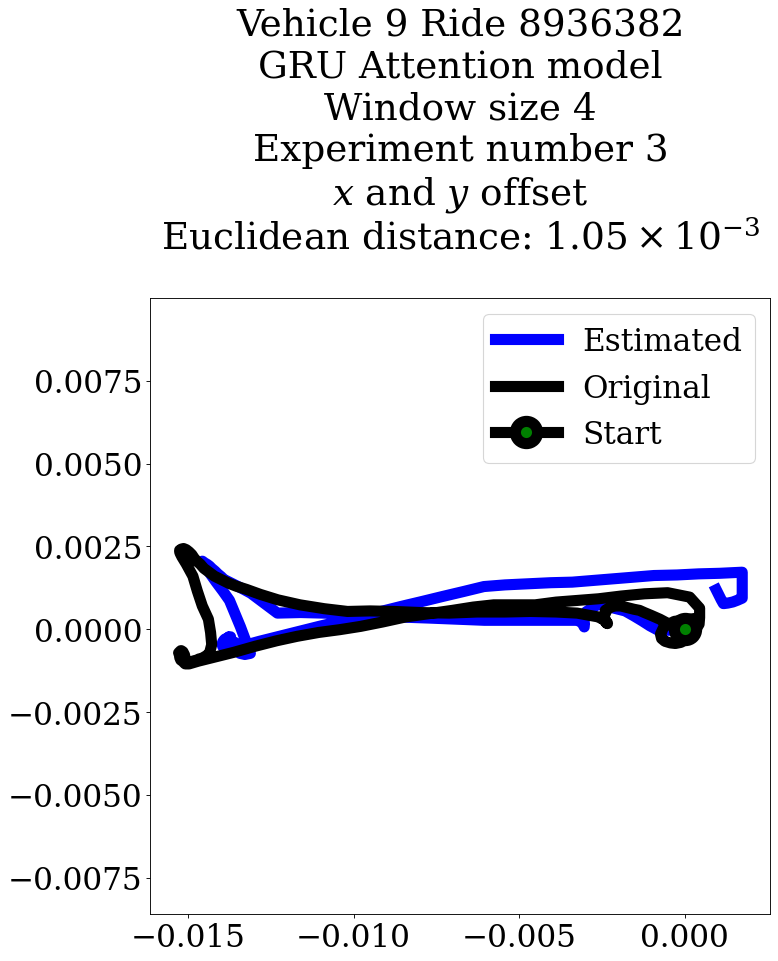 Vehicle 9 Ride 8936382
GRU Attention model
Window size 4
Experiment number 3
x and y offset
Euclidean distance: 1.05 × 10⁻³
Estimated
Original
Start
0.0075
0.0050
0.0025
0.0000
−0.0025
−0.0050
−0.0075
−0.015
−0.010
−0.005
0.000